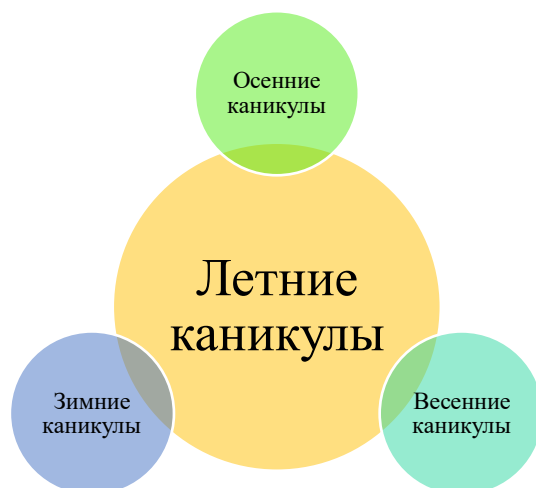 Осенние
каникулы
Летние
каникулы
Зимние
каникулы
Весенние
каникулы